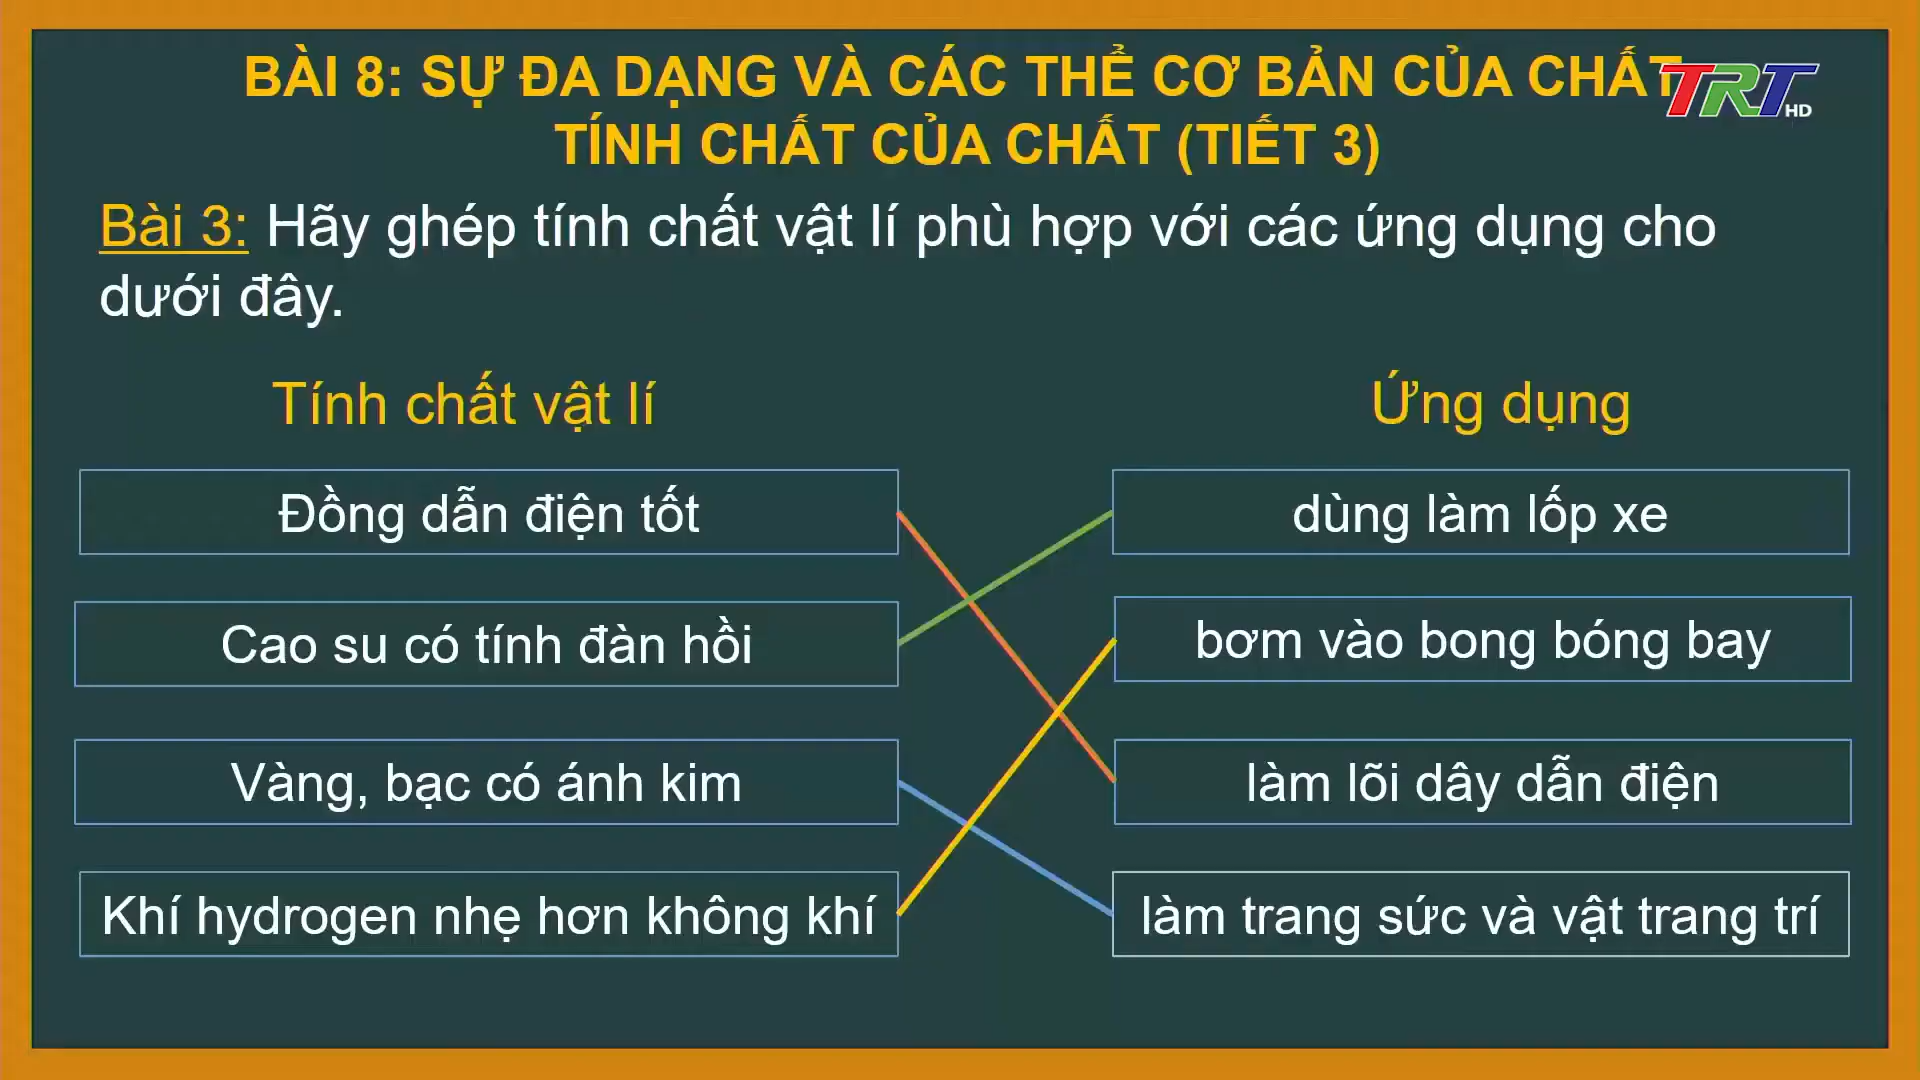 BÀI 8: SỰ ĐA DẠNG VÀ CÁC THỂ CƠ BẢN CỦA CHẤT
TRT HD
TÍNH CHẤT CỦA CHẤT (TIẾT 3)
Bài 3: Hãy ghép tính chất vật lí phù hợp với các ứng dụng cho
dưới đây.
Tính chất vật lí
Ứng dụng
Đồng dẫn điện tốt
dùng làm lốp xe
Cao su có tính đàn hồi
bơm vào bong bóng bay
Vàng, bạc có ánh kim
làm lõi dây dẫn điện
Khí hydrogen nhẹ hơn không khí
làm trang sức và vật trang trí